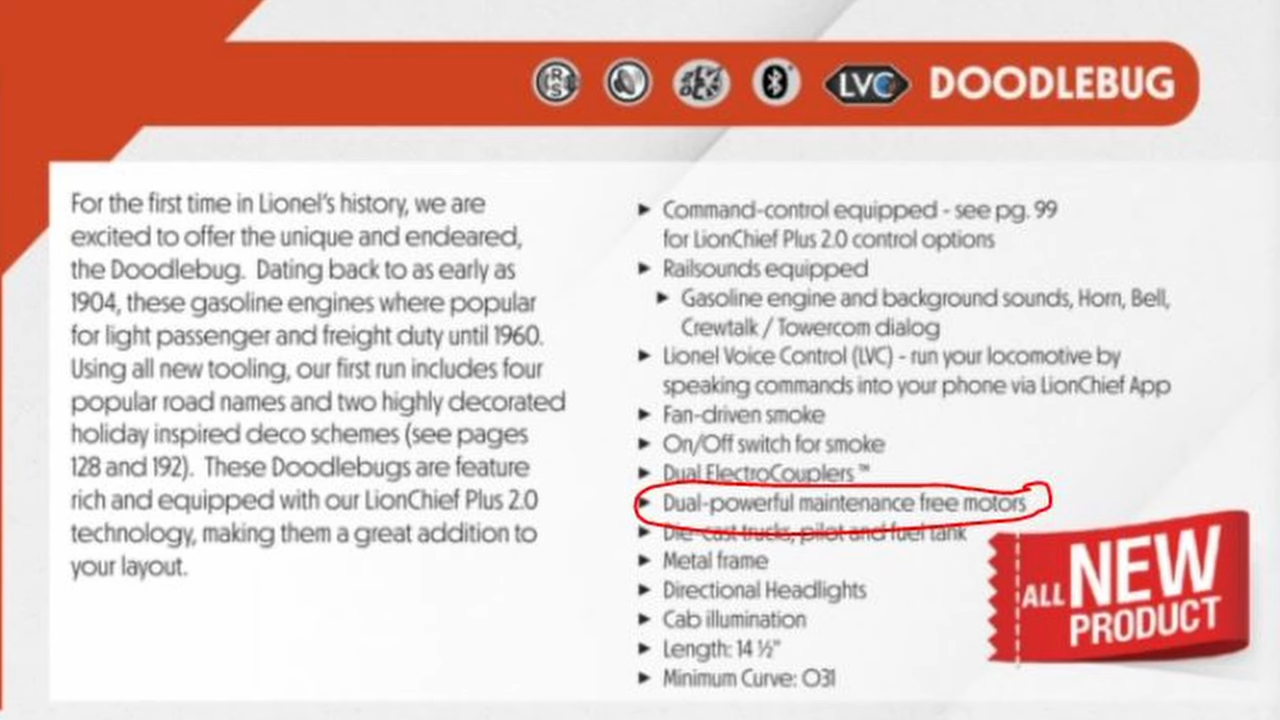 LVC DOODLEBUG
For the first time in Lionel's history, we are
excited to offer the unique and endeared,
the Doodlebug. Dating back to as early as
1904, these gasoline engines where popular
for light passenger and freight duty until 1960.
Using all new tooling, our first run includes four
popular road names and two highly decorated
holiday inspired deco schemes (see pages
128 and 192). These Doodlebugs are feature
rich and equipped with our LionChief Plus 2.0
technology, making them a great addition to
your layout.
► Command-control equipped - see pg. 99
for LionChief Plus 2.0 control options
► Railsounds equipped
► Gasoline engine and background sounds, Horn, Bell,
Crewtalk / Towercom dialog
► Lionel Voice Control (LVC) - run your locomotive by
speaking commands into your phone via LionChief App
► Fan-driven smoke
► On/Off switch for smoke
► Dual ElectroCouplers™
► Dual-powerful maintenance free motors
► Die-cast trucks, pilot and fuel tank
► Metal frame
► Directional Headlights
► Cab illumination
► Length: 14 ½"
► Minimum Curve: O31
ALL NEW
PRODUCT